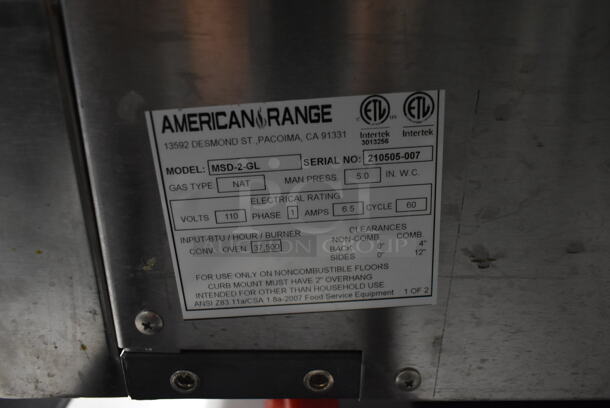 AMERICAN RANGE
13592 DESMOND ST., PACOIMA, CA 91331
ETL
Intertek
3013256
ETL
Intertek
MODEL: MSD-2-GL SERIAL NO: 210505-007
GAS TYPE NAT MAN PRESS. 5.0 IN. W.C.
ELECTRICAL RATING
VOLTS 110 PHASE 1 AMPS 6.5 CYCLE 60
INPUT-BTU / HOUR / BURNER
CONV. OVEN 37,500
CLEARANCES
NON-COMB. COMB.
BACK 0" 4"
SIDES 0" 12"
FOR USE ONLY ON NONCOMBUSTIBLE FLOORS
CURB MOUNT MUST HAVE 2" OVERHANG
INTENDED FOR OTHER THAN HOUSEHOLD USE
ANSI Z83.11a/CSA 1.8a-2007 Food Service Equipment 1 OF 2